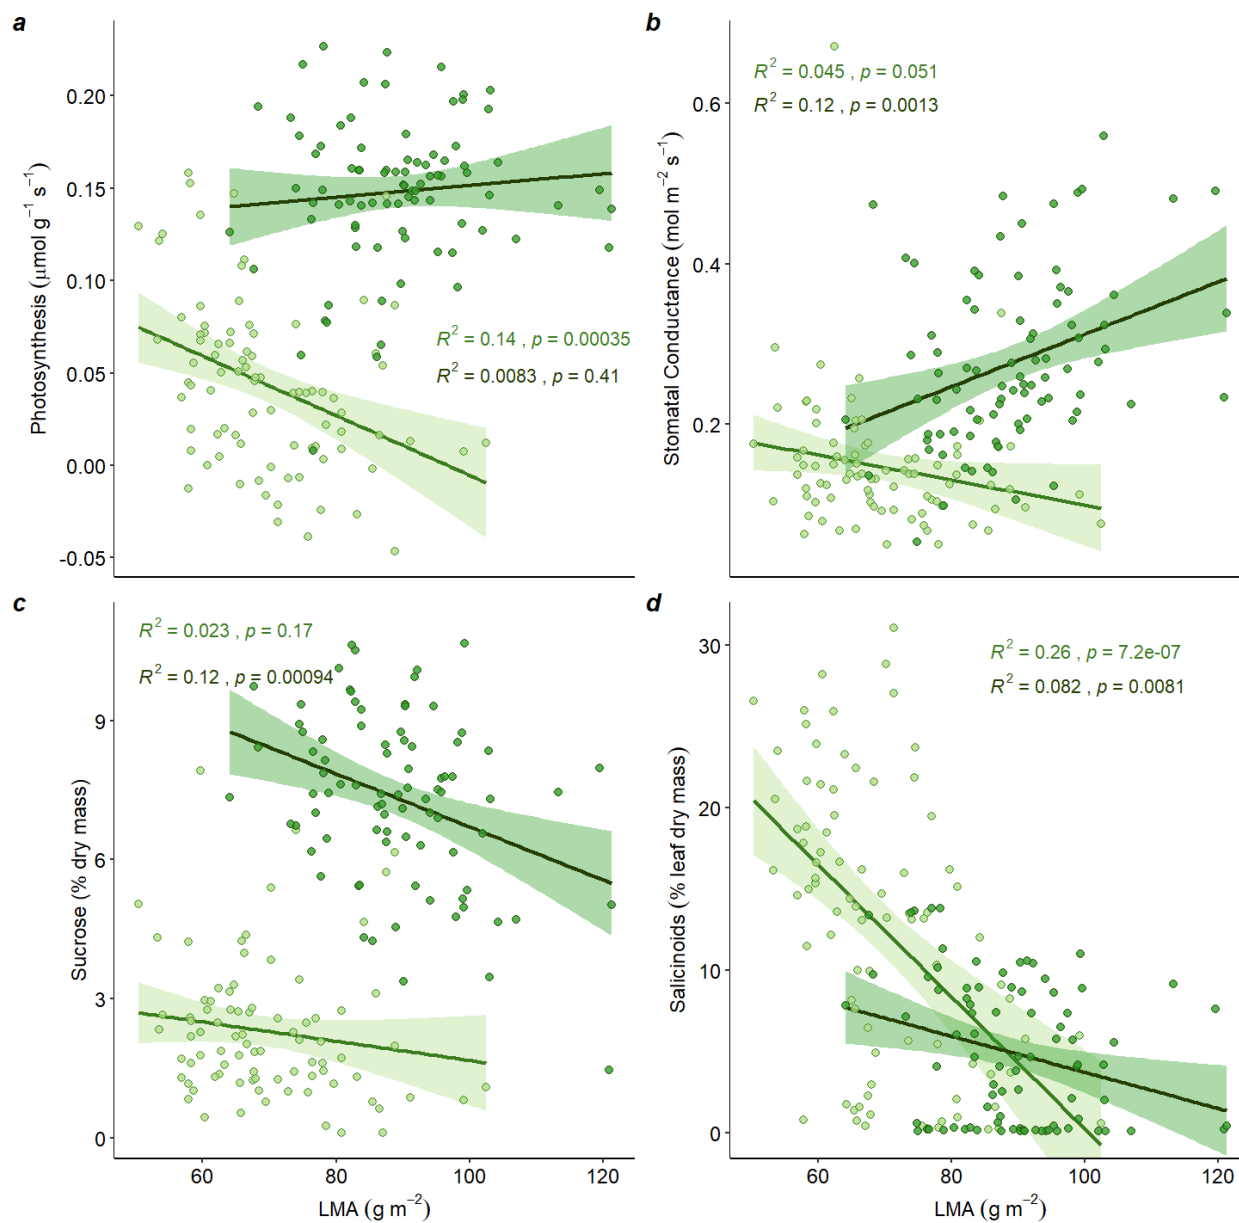 a
Photosynthesis (μmol g⁻¹ s⁻¹)
0.20
0.15
0.10
0.05
0.00
-0.05
R² = 0.14 , p = 0.00035
R² = 0.0083 , p = 0.41
b
Stomatal Conductance (mol m⁻² s⁻¹)
0.6
0.4
0.2
R² = 0.045 , p = 0.051
R² = 0.12 , p = 0.0013
c
Sucrose (% dry mass)
9
6
3
0
R² = 0.023 , p = 0.17
R² = 0.12 , p = 0.00094
60 80 100 120
LMA (g m⁻²)
d
Salicinoids (% leaf dry mass)
30
20
10
0
R² = 0.26 , p = 7.2e-07
R² = 0.082 , p = 0.0081
60 80 100 120
LMA (g m⁻²)